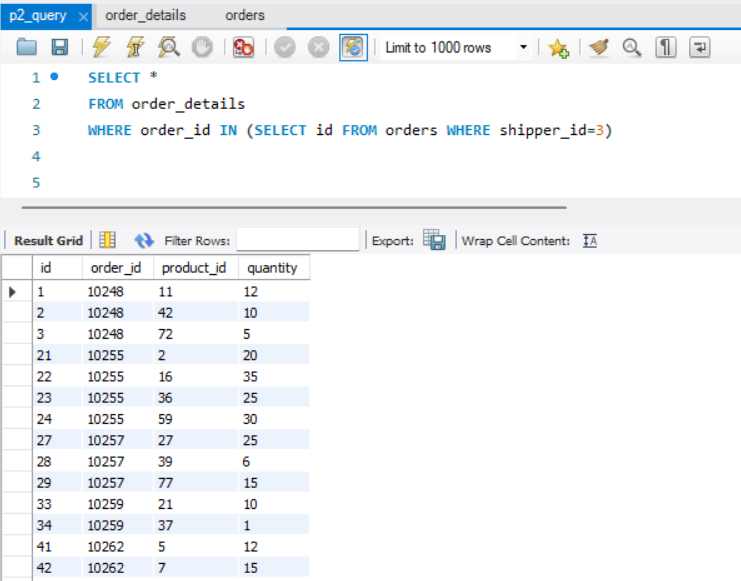 p2_query order_details orders
Limit to 1000 rows
1 SELECT *
2 FROM order_details
3 WHERE order_id IN (SELECT id FROM orders WHERE shipper_id=3)
4
5
Result Grid Filter Rows: Export: Wrap Cell Content:
id order_id product_id quantity
1 10248 11 12
2 10248 42 10
3 10248 72 5
21 10255 2 20
22 10255 16 35
23 10255 36 25
24 10255 59 30
27 10257 27 25
28 10257 39 6
29 10257 77 15
33 10259 21 10
34 10259 37 1
41 10262 5 12
42 10262 7 15